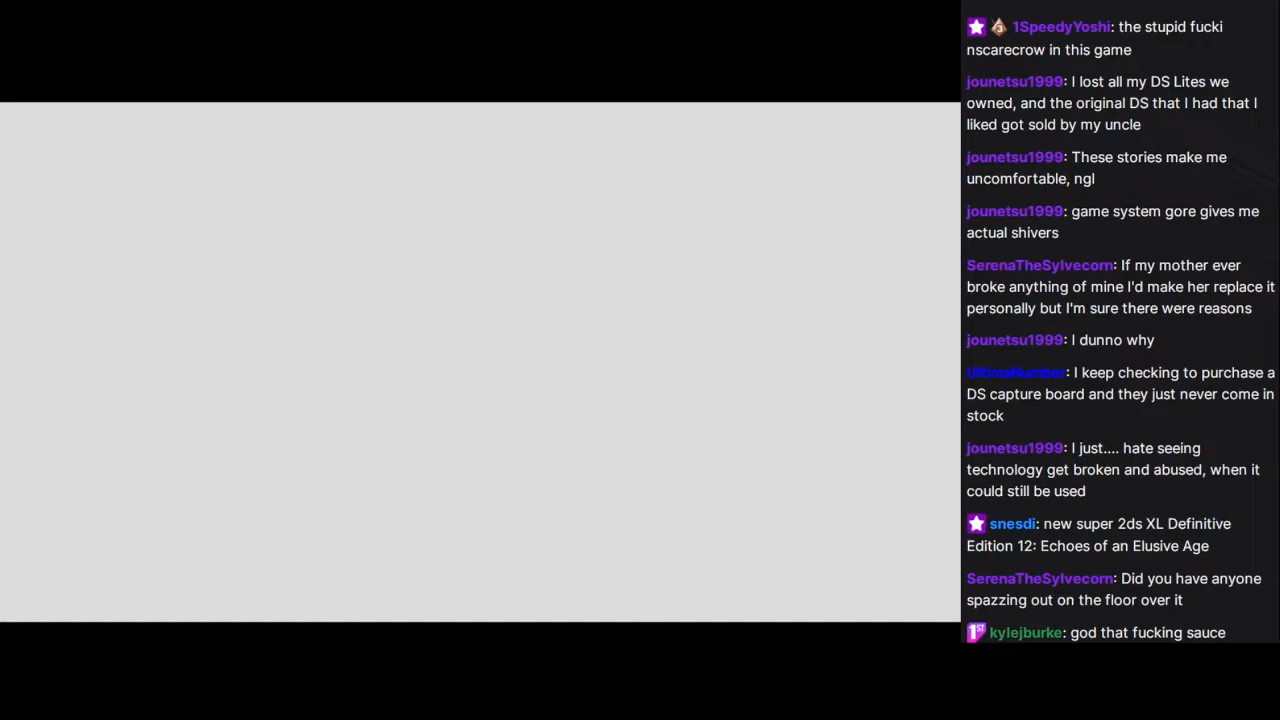 1SpeedyYoshi: the stupid fucki
nscarecrow in this game
jounetsu1999: I lost all my DS Lites we
owned, and the original DS that I had that I
liked got sold by my uncle
jounetsu1999: These stories make me
uncomfortable, ngl
jounetsu1999: game system gore gives me
actual shivers
SerenaTheSylvecorn: If my mother ever
broke anything of mine I'd make her replace it
personally but I'm sure there were reasons
jounetsu1999: I dunno why
UltimaNumber: I keep checking to purchase a
DS capture board and they just never come in
stock
jounetsu1999: I just.... hate seeing
technology get broken and abused, when it
could still be used
snesdi: new super 2ds XL Definitive
Edition 12: Echoes of an Elusive Age
SerenaTheSylvecorn: Did you have anyone
spazzing out on the floor over it
1ST kylejburke: god that fucking sauce